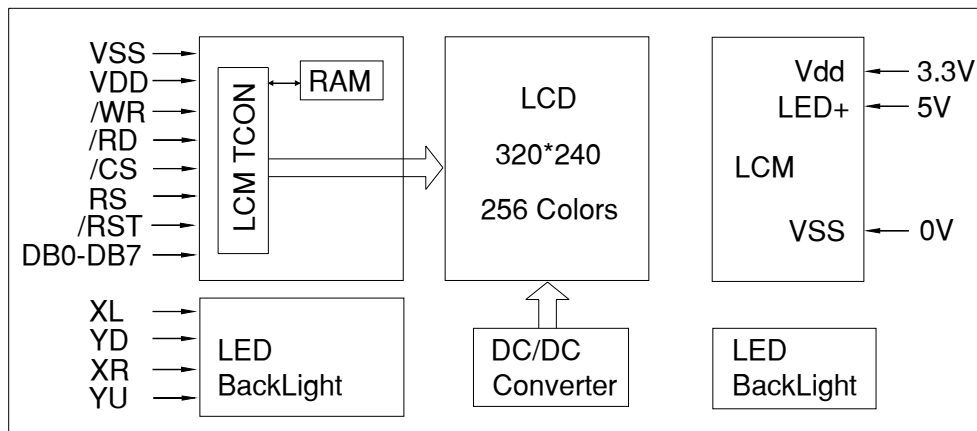 VSS
VDD
/WR
/RD
/CS
RS
/RST
DB0-DB7
LCM TCON
RAM
LCD
320*240
256 Colors
Vdd
3.3V
LED+
5V
LCM
VSS
0V
XL
YD
XR
YU
LED
BackLight
DC/DC
Converter
LED
BackLight